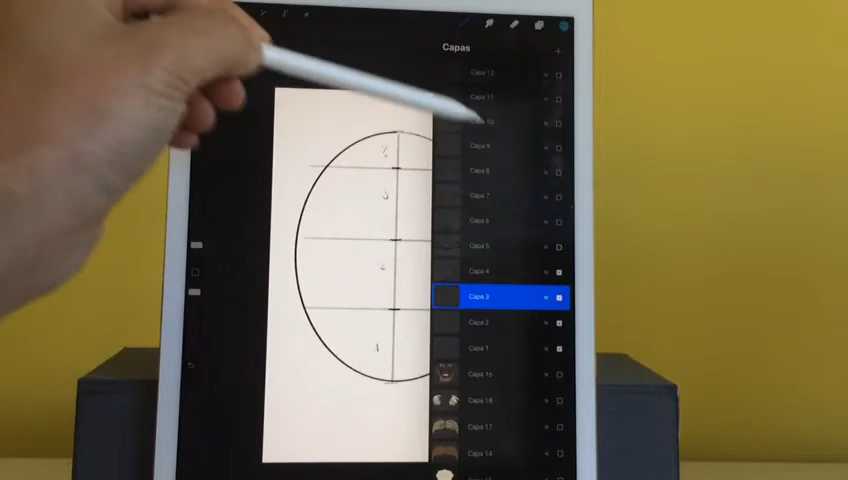 Capas
Capa 12
Capa 11
Capa 10
Capa 9
Capa 8
Capa 7
Capa 6
Capa 5
Capa 4
Capa 3
Capa 2
Capa 1
Capa 16
Capa 18
Capa 17
Capa 14
3
2
1